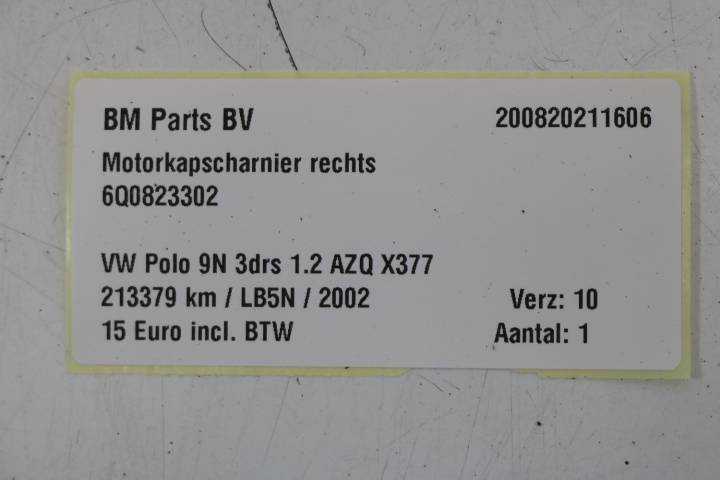 BM Parts BV 200820211606
Motorkapscharnier rechts
6Q0823302
VW Polo 9N 3drs 1.2 AZQ X377
213379 km / LB5N / 2002 Verz: 10
15 Euro incl. BTW Aantal: 1